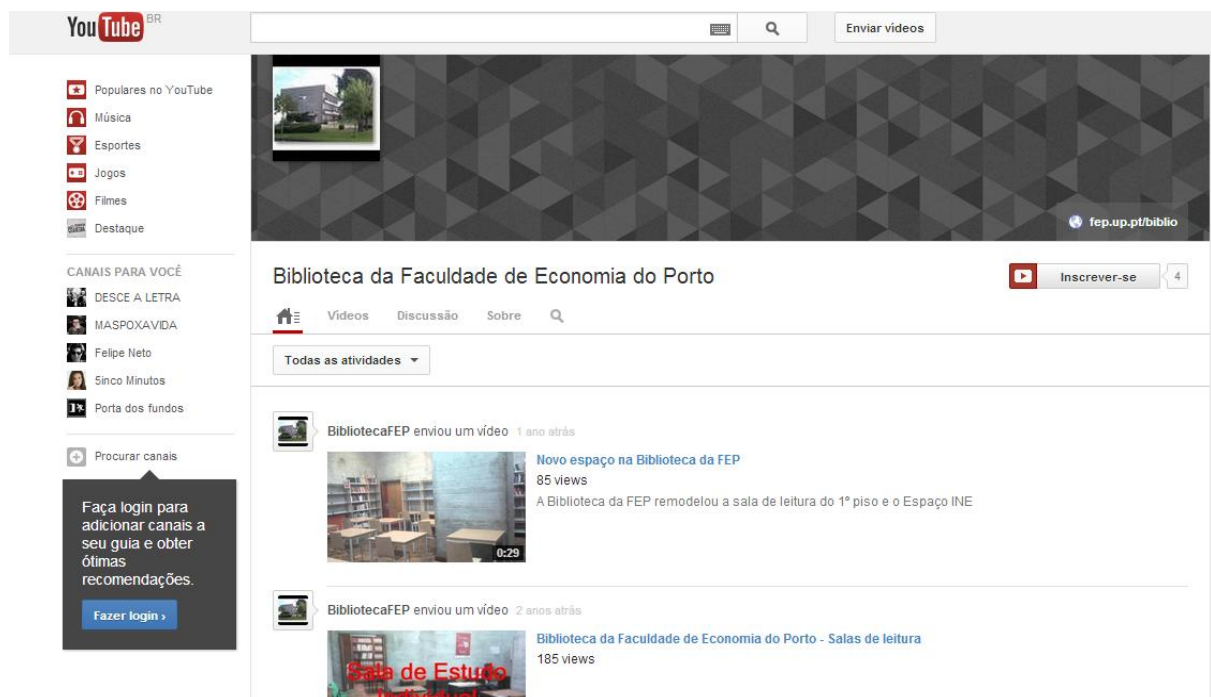 YouTube BR
Enviar vídeos
Populares no YouTube
Música
Esportes
Jogos
Filmes
Destaque
CANAIS PARA VOCÊ
DESCE A LETRA
MASPOXAVIDA
Felipe Neto
5inco Minutos
Porta dos fundos
Procurar canais
Faça login para
adicionar canais a
seu guia e obter
ótimas
recomendações.
Fazer login ›
fep.up.pt/biblio
Biblioteca da Faculdade de Economia do Porto
Inscrever-se 4
Vídeos Discussão Sobre
Todas as atividades
BibliotecaFEP enviou um vídeo 1 ano atrás
Novo espaço na Biblioteca da FEP
85 views
A Biblioteca da FEP remodelou a sala de leitura do 1º piso e o Espaço INE
0:29
BibliotecaFEP enviou um vídeo 2 anos atrás
Biblioteca da Faculdade de Economia do Porto - Salas de leitura
185 views
Sala de Estudo
Individual